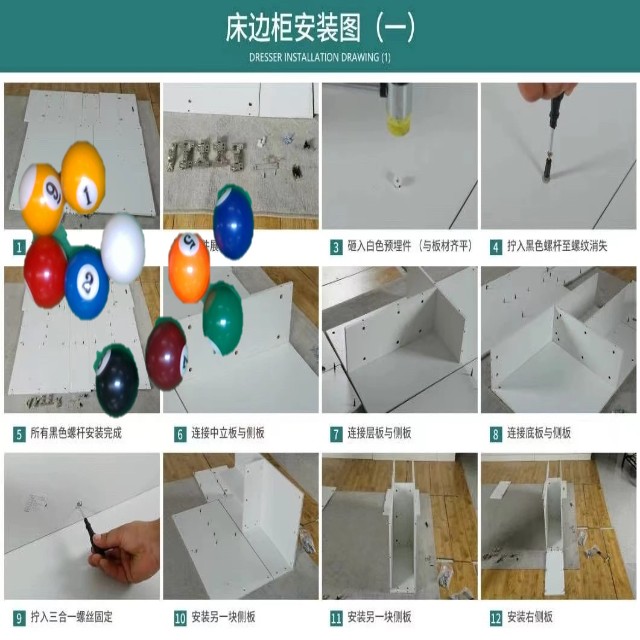 床边柜安装图（一）
DRESSER INSTALLATION DRAWING (1)
9
1
5
2
4
1
3 砸入白色预埋件（与板材齐平）
4 拧入黑色螺杆至螺纹消失
5 所有黑色螺杆安装完成
6 连接中立板与侧板
7 连接层板与侧板
8 连接底板与侧板
9 拧入三合一螺丝固定
10 安装另一块侧板
11 安装另一块侧板
12 安装右侧板